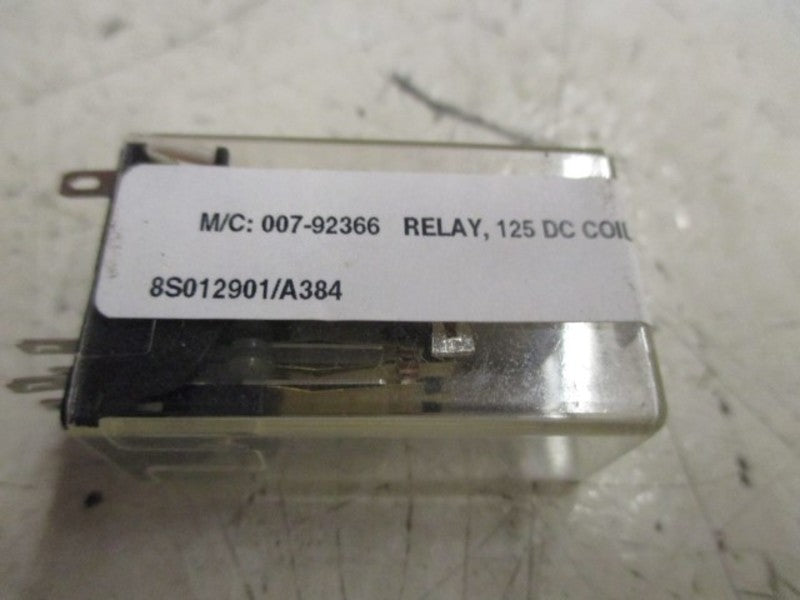 M/C: 007-92366 RELAY, 125 DC COIL
8S012901/A384